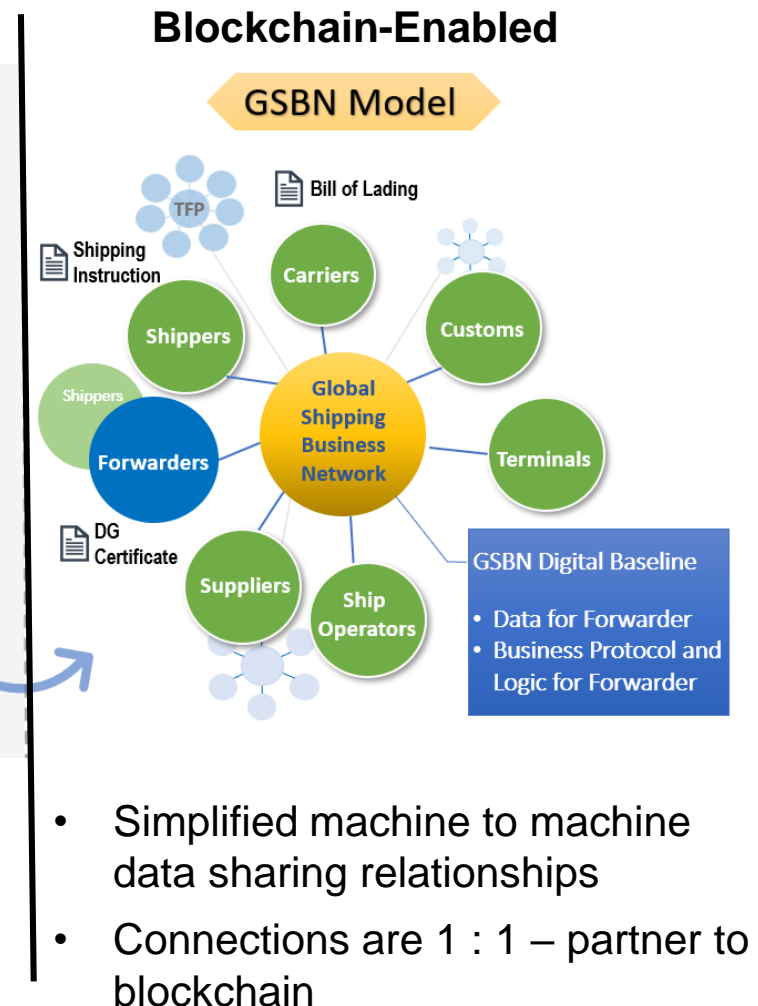 Blockchain-Enabled
GSBN Model
TFP
Bill of Lading
Shipping
Instruction
Carriers
Shippers
Customs
Global
Shipping
Business
Network
Shippers
Forwarders
Terminals
DG
Certificate
Suppliers
Ship
Operators
GSBN Digital Baseline
• Data for Forwarder
• Business Protocol and
Logic for Forwarder
• Simplified machine to machine
data sharing relationships
• Connections are 1 : 1 – partner to
blockchain